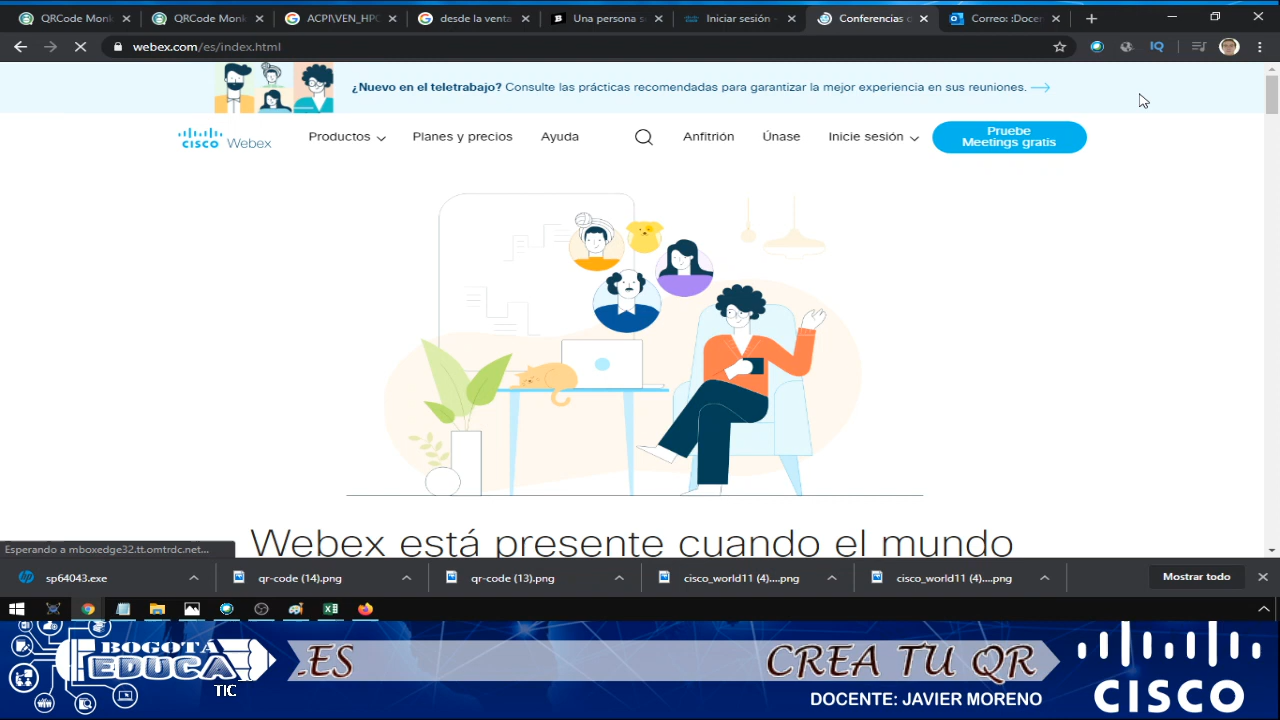 QRCode Monk
QRCode Monk
ACPI\VEN_HPC
desde la venta
Una persona s
Iniciar sesión -
Conferencias
Correo: :Docer
webex.com/es/index.html
IQ
¿Nuevo en el teletrabajo? Consulte las prácticas recomendadas para garantizar la mejor experiencia en sus reuniones.
cisco Webex
Productos
Planes y precios
Ayuda
Anfitrión
Únase
Inicie sesión
Pruebe
Meetings gratis
Webex está presente cuando el mundo
Esperando a mboxedge32.tt.omtrdc.net...
sp64043.exe
qr-code (14).png
qr-code (13).png
cisco_world11 (4)....png
cisco_world11 (4)....png
Mostrar todo
BOGOTÁ
EDUCA
TIC
.ES
CREA TU QR
DOCENTE: JAVIER MORENO
CISCO